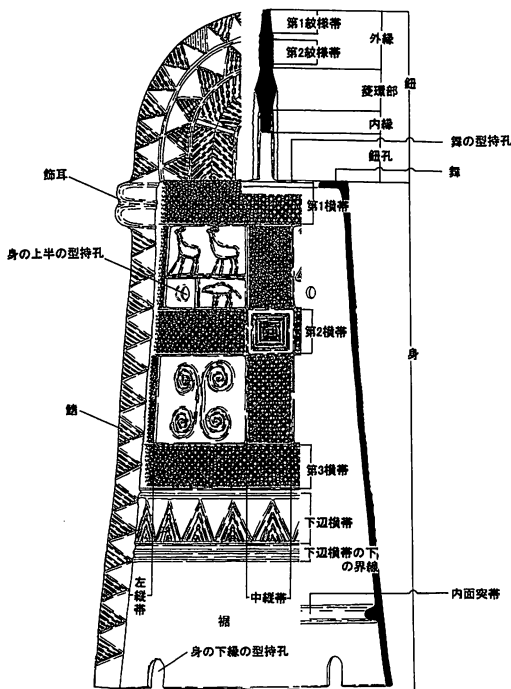 第1紋様帯
外縁
第2紋様帯
鈕
菱環部
内縁
舞の型持孔
鈕孔
舞
飾耳
第1横帯
身の上半の型持孔
第2横帯
身
鰭
第3横帯
下辺横帯
下辺横帯の下
の界線
左縦帯
中縦帯
内面突帯
裾
身の下縁の型持孔